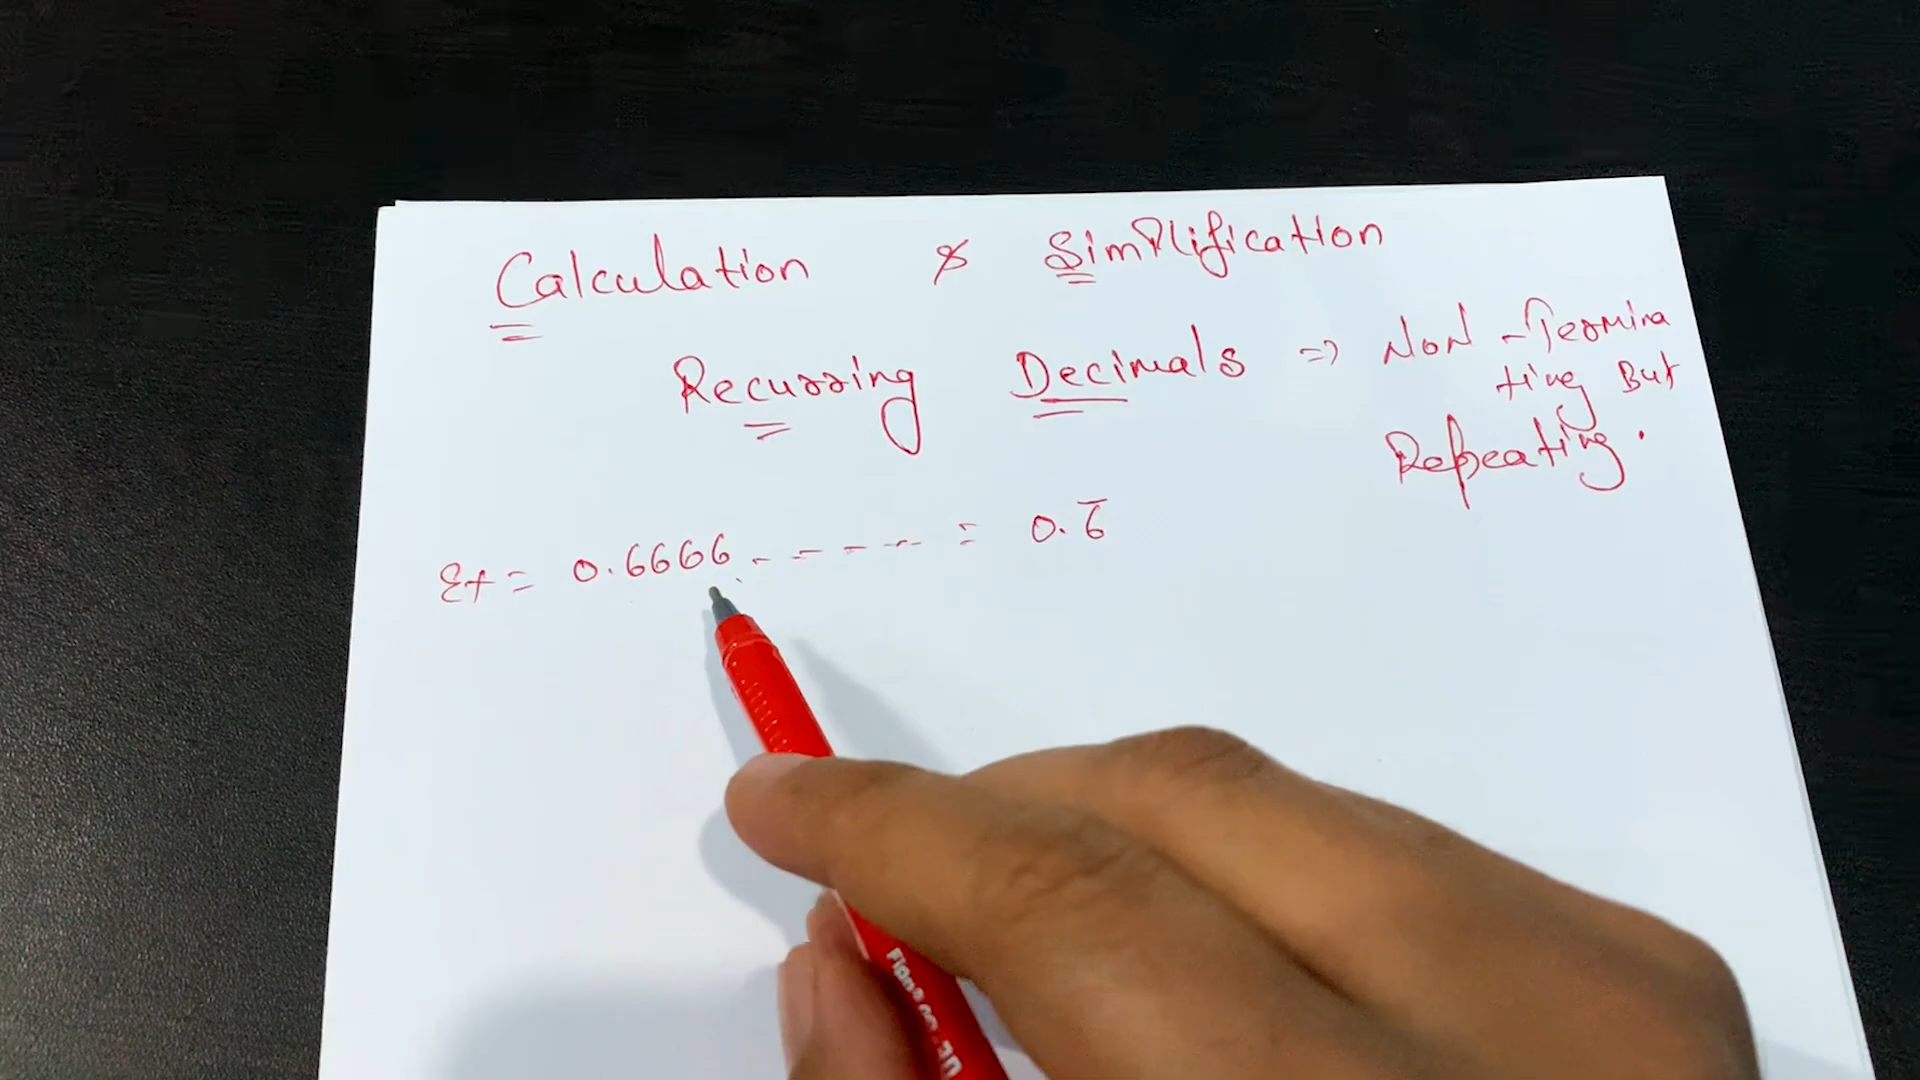 Calculation & Simplification
Recurring Decimals => Non-Termina
ting But
Repeating.
Ex = 0.6666 ----- = 0.6̅